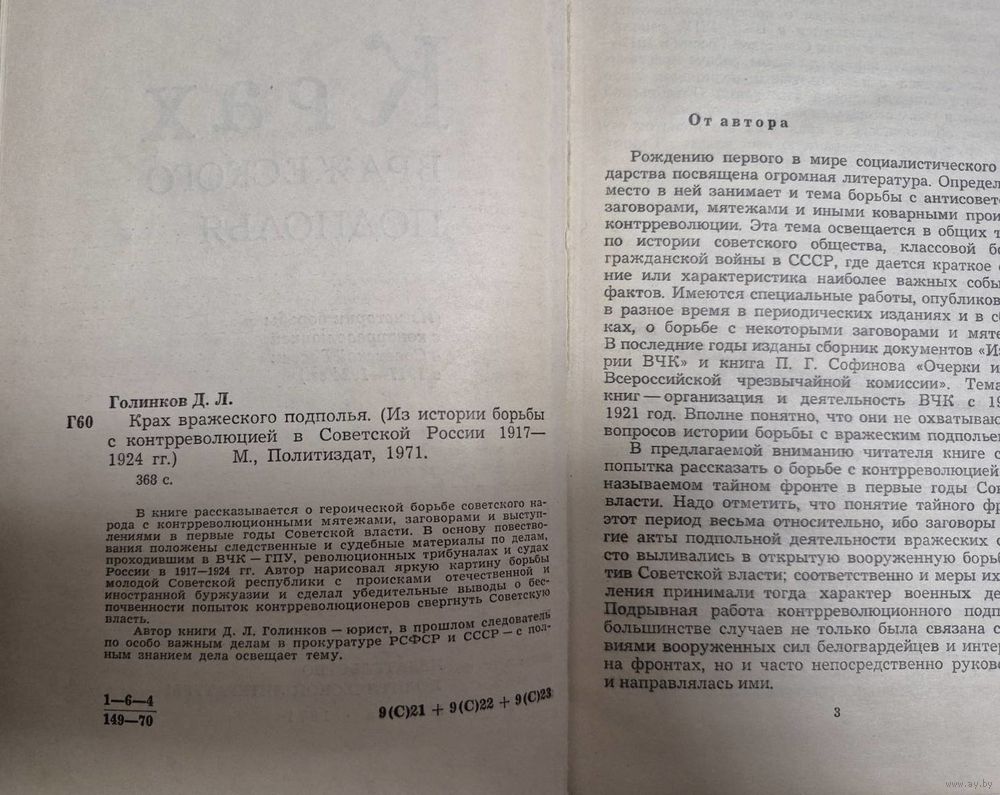 Голинков Д. Л.
Г60 Крах вражеского подполья. (Из истории борьбы
с контрреволюцией в Советской России 1917—
1924 гг.) М., Политиздат, 1971.
368 с.
В книге рассказывается о героической борьбе советского на-
рода с контрреволюционными мятежами, заговорами и выступ-
лениями в первые годы Советской власти. В основу повество-
вания положены следственные и судебные материалы по делам,
проходившим в ВЧК — ГПУ, революционных трибуналах и судах
России в 1917—1924 гг. Автор нарисовал яркую картину борьбы
молодой Советской республики с происками отечественной и
иностранной буржуазии и сделал убедительные выводы о бес-
почвенности попыток контрреволюционеров свергнуть Советскую
власть.
Автор книги Д. Л. Голинков — юрист, в прошлом следователь
по особо важным делам в прокуратуре РСФСР и СССР — с пол-
ным знанием дела освещает тему.
1—6—4
149—70
9(С)21 + 9(С)22 + 9(С)23
От автора
Рождению первого в мире социалистического
дарства посвящена огромная литература. Определ
место в ней занимает и тема борьбы с антисовет
заговорами, мятежами и иными коварными прои
контрреволюции. Эта тема освещается в общих т
по истории советского общества, классовой бо
гражданской войны в СССР, где дается краткое
ние или характеристика наиболее важных собы
фактов. Имеются специальные работы, опубликов
в разное время в периодических изданиях и в сб
ках, о борьбе с некоторыми заговорами и мяте
В последние годы изданы сборник документов «Из
рии ВЧК» и книга П. Г. Софинова «Очерки и
Всероссийской чрезвычайной комиссии». Тема
книг — организация и деятельность ВЧК с 19
1921 год. Вполне понятно, что они не охватываю
вопросов истории борьбы с вражеским подполье
В предлагаемой вниманию читателя книге с
попытка рассказать о борьбе с контрреволюцией
называемом тайном фронте в первые годы Сов
власти. Надо отметить, что понятие тайного фр
этот период весьма относительно, ибо заговоры
гие акты подпольной деятельности вражеских с
сто выливались в открытую вооруженную борьб
тив Советской власти; соответственно и меры их
ления принимали тогда характер военных де
Подрывная работа контрреволюционного подп
большинстве случаев не только была связана с
виями вооруженных сил белогвардейцев и интер
на фронтах, но и часто непосредственно руково
и направлялась ими.
3
www.ay.by